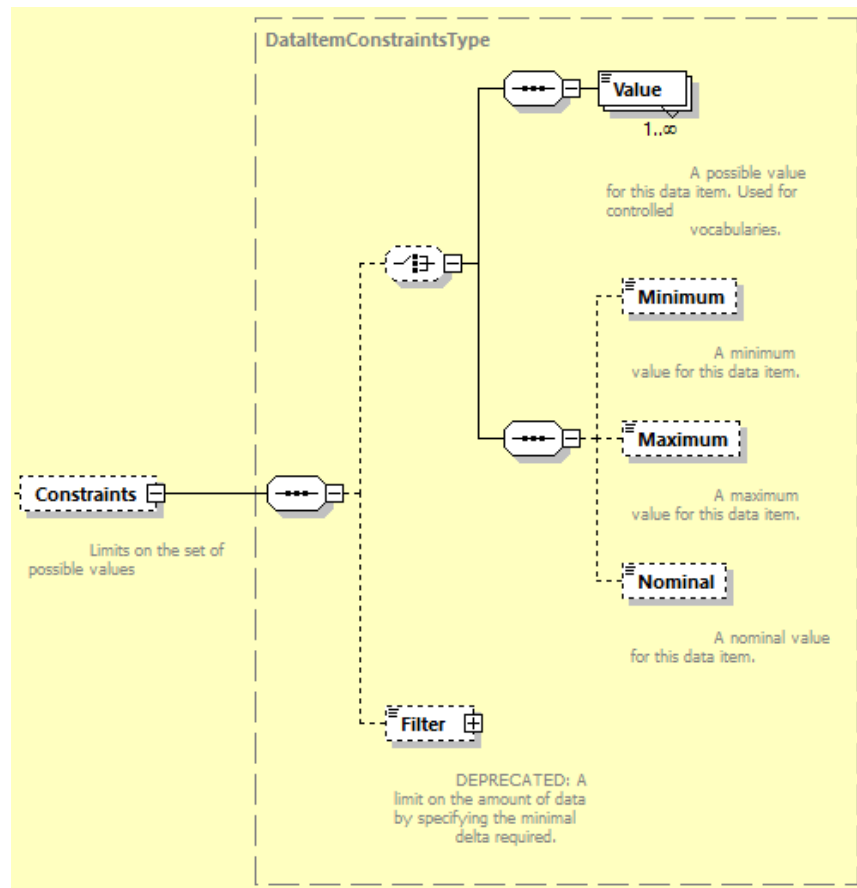 DataItemConstraintsType
Value
1..∞
A possible value
for this data item. Used for
controlled
vocabularies.
Minimum
A minimum
value for this data item.
Maximum
A maximum
value for this data item.
Constraints
Limits on the set of
possible values
Nominal
A nominal value
for this data item.
Filter
DEPRECATED: A
limit on the amount of data
by specifying the minimal
delta required.